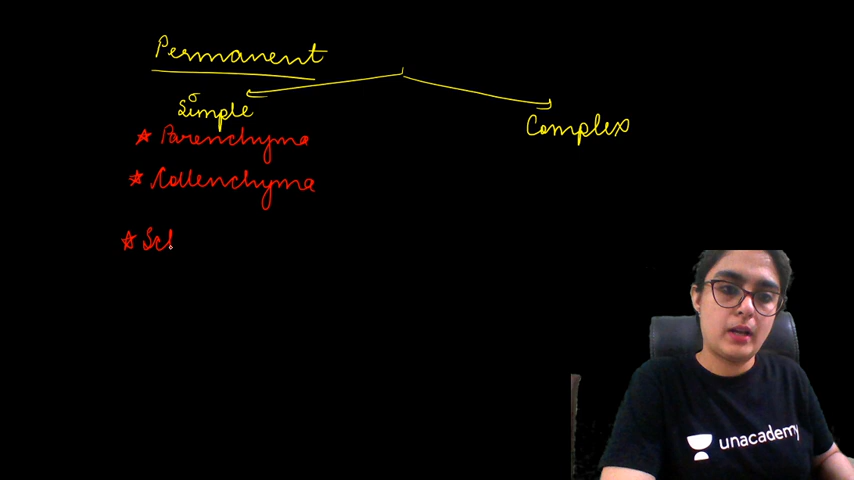 Permanent
Simple
Complex
* Parenchyma
* Collenchyma
* Scl
unacademy